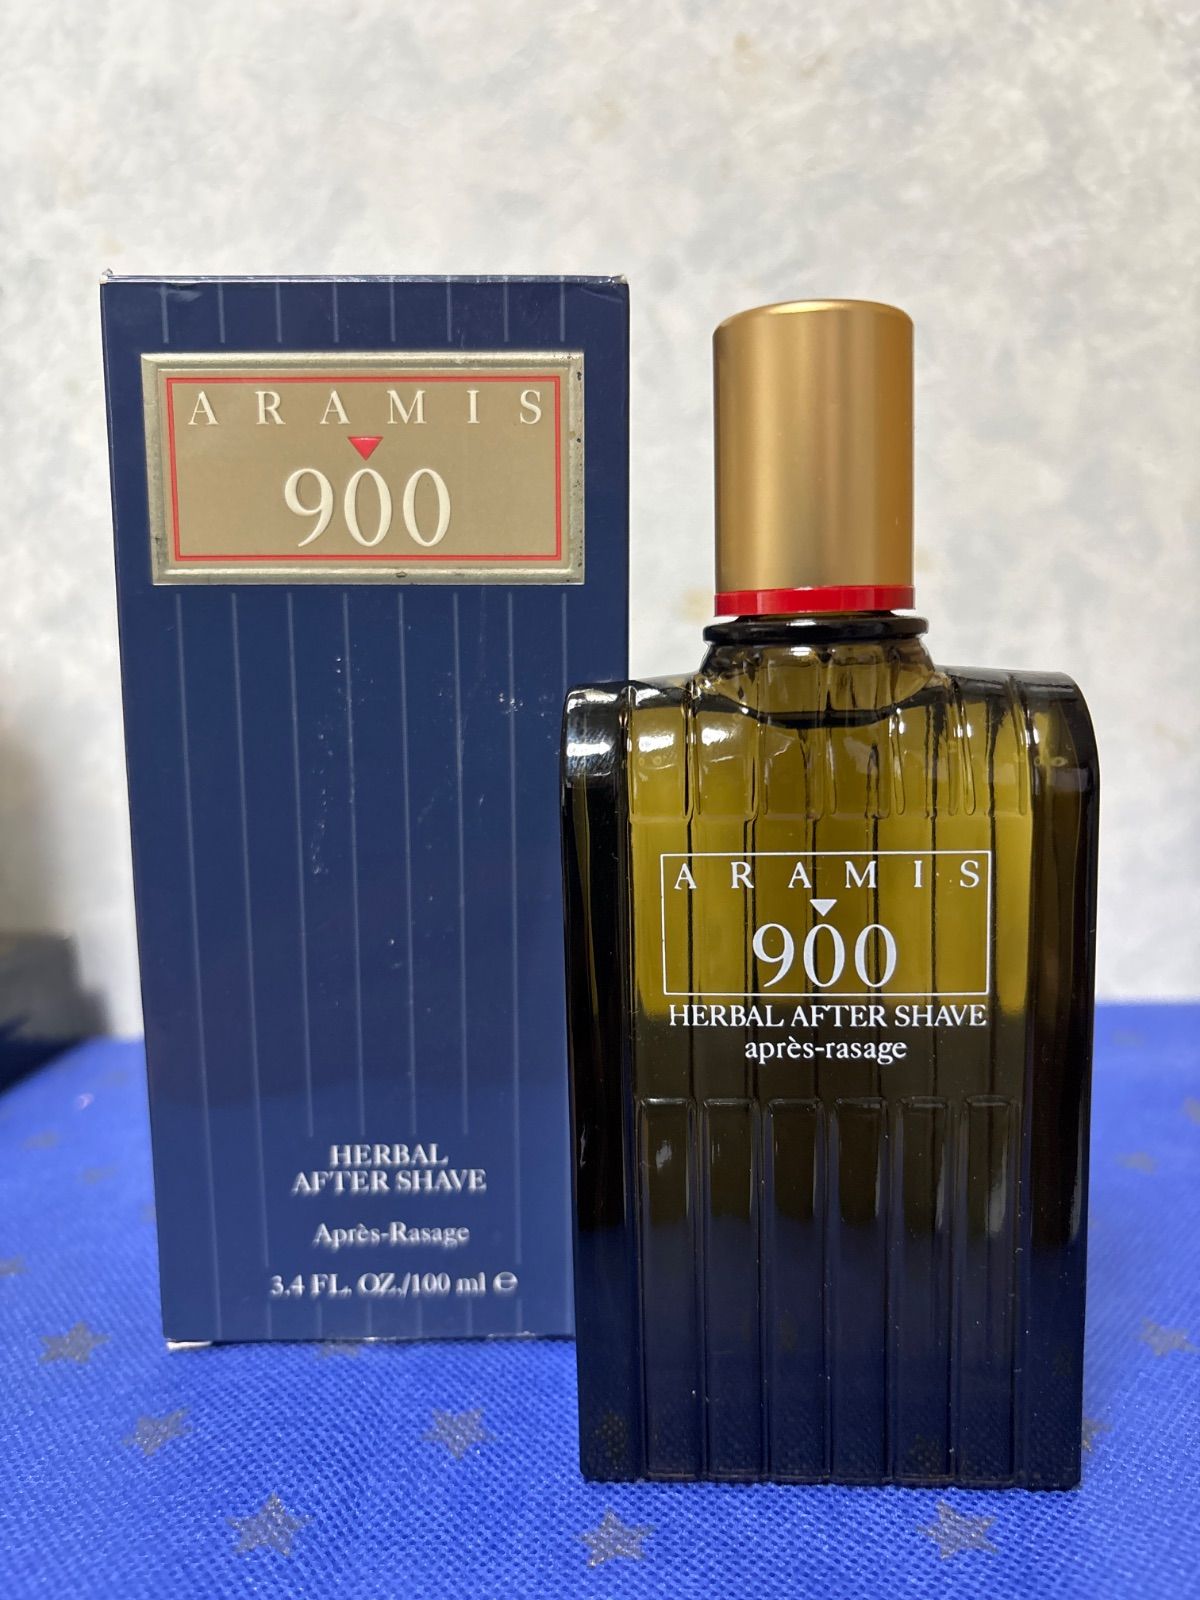 ARAMIS
900
HERBAL
AFTER SHAVE
Après-Rasage
3.4 FL. OZ./100 ml ℮
ARAMIS
900
HERBAL AFTER SHAVE
après-rasage